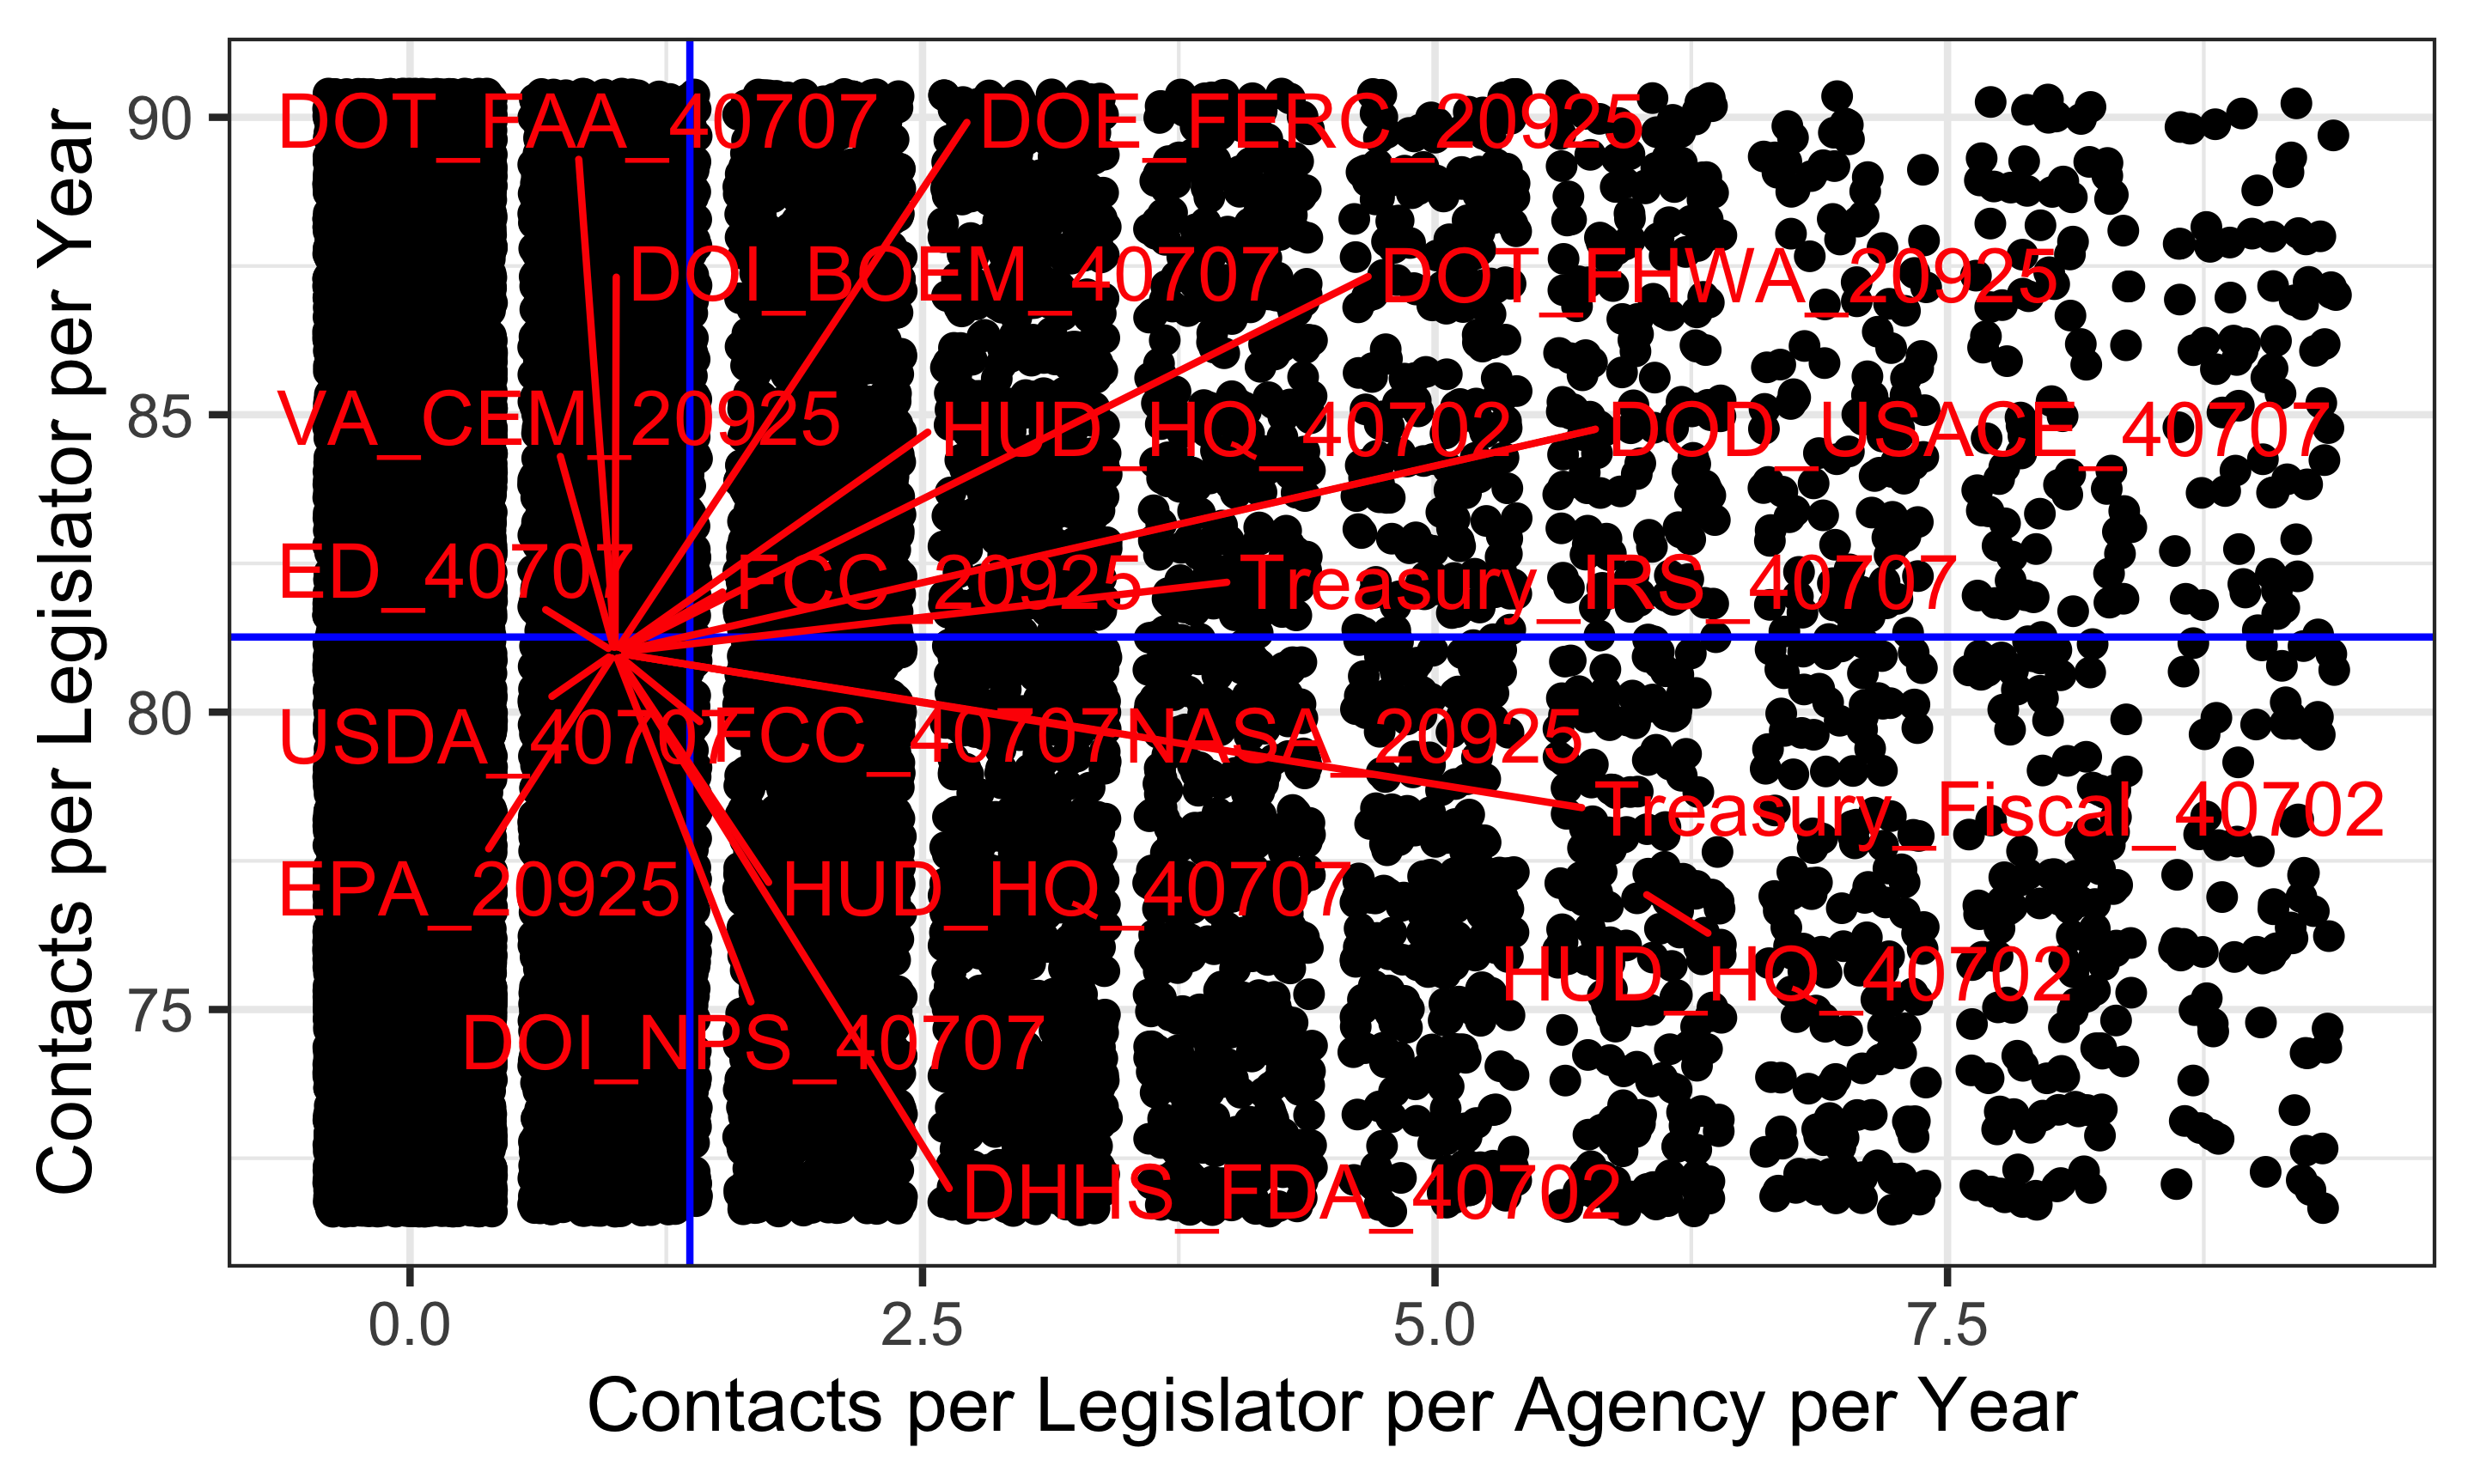 Contacts per Legislator per Year
90
85
80
75
DOT_FAA_40707
DOE_FERC_20925
DOI_BOEM_40707
DOT_FHWA_20925
VA_CEM_20925
HUD_HQ_40702
DOD_USACE_40707
ED_40707
FCC_20925
Treasury_IRS_40707
USDA_40707
FCC_40707
NASA_20925
Treasury_Fiscal_40702
EPA_20925
HUD_HQ_40707
HUD_HQ_40702
DOI_NPS_40707
DHHS_FDA_40702
0.0
2.5
5.0
7.5
Contacts per Legislator per Agency per Year